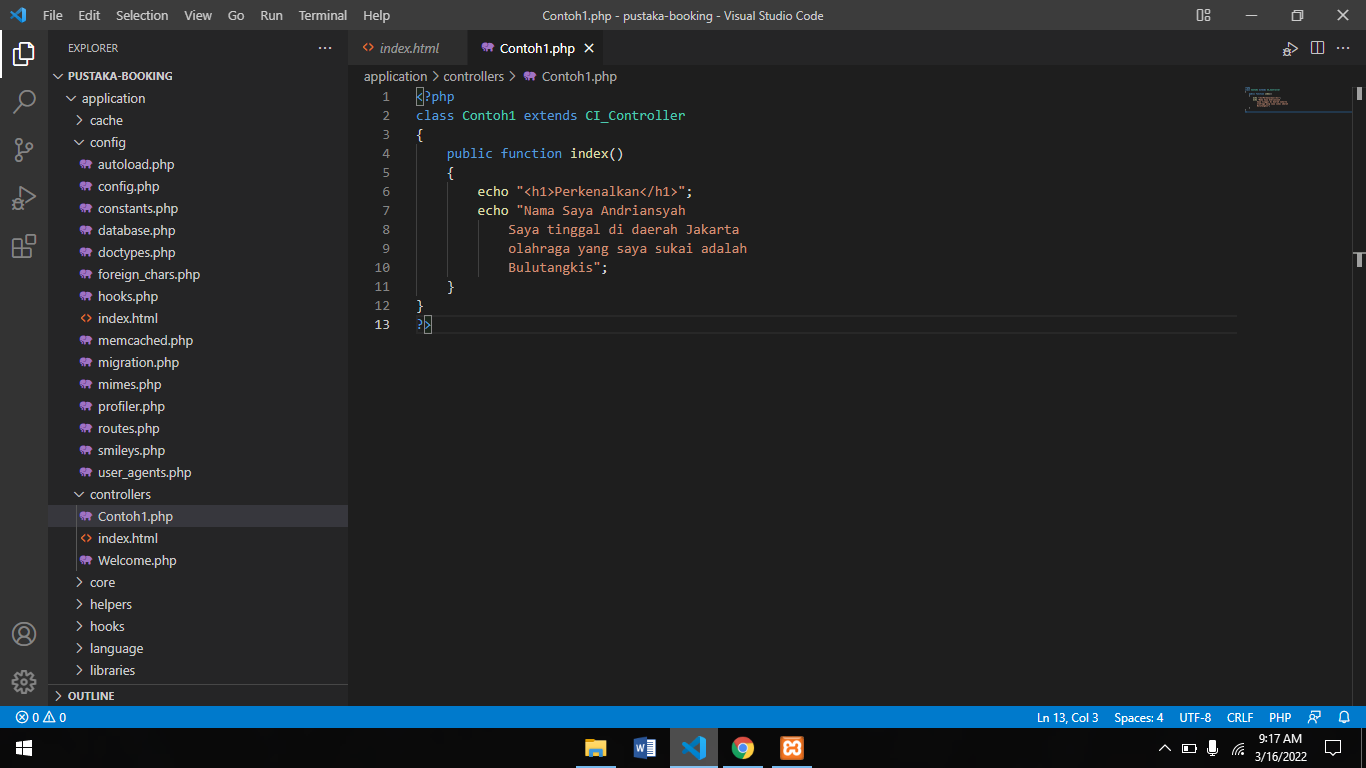 File Edit Selection View Go Run Terminal Help
Contoh1.php - pustaka-booking - Visual Studio Code
EXPLORER
PUSTAKA-BOOKING
application
cache
config
autoload.php
config.php
constants.php
database.php
doctypes.php
foreign_chars.php
hooks.php
index.html
memcached.php
migration.php
mimes.php
profiler.php
routes.php
smileys.php
user_agents.php
controllers
Contoh1.php
index.html
Welcome.php
core
helpers
hooks
language
libraries
OUTLINE
index.html Contoh1.php
application > controllers > Contoh1.php
1 <?php
2 class Contoh1 extends CI_Controller
3 {
4 public function index()
5 {
6 echo "<h1>Perkenalkan</h1>";
7 echo "Nama Saya Andriansyah
8 Saya tinggal di daerah Jakarta
9 olahraga yang saya sukai adalah
10 Bulutangkis";
11 }
12 }
13 ?>
0 0 Ln 13, Col 3 Spaces: 4 UTF-8 CRLF PHP
9:17 AM
3/16/2022